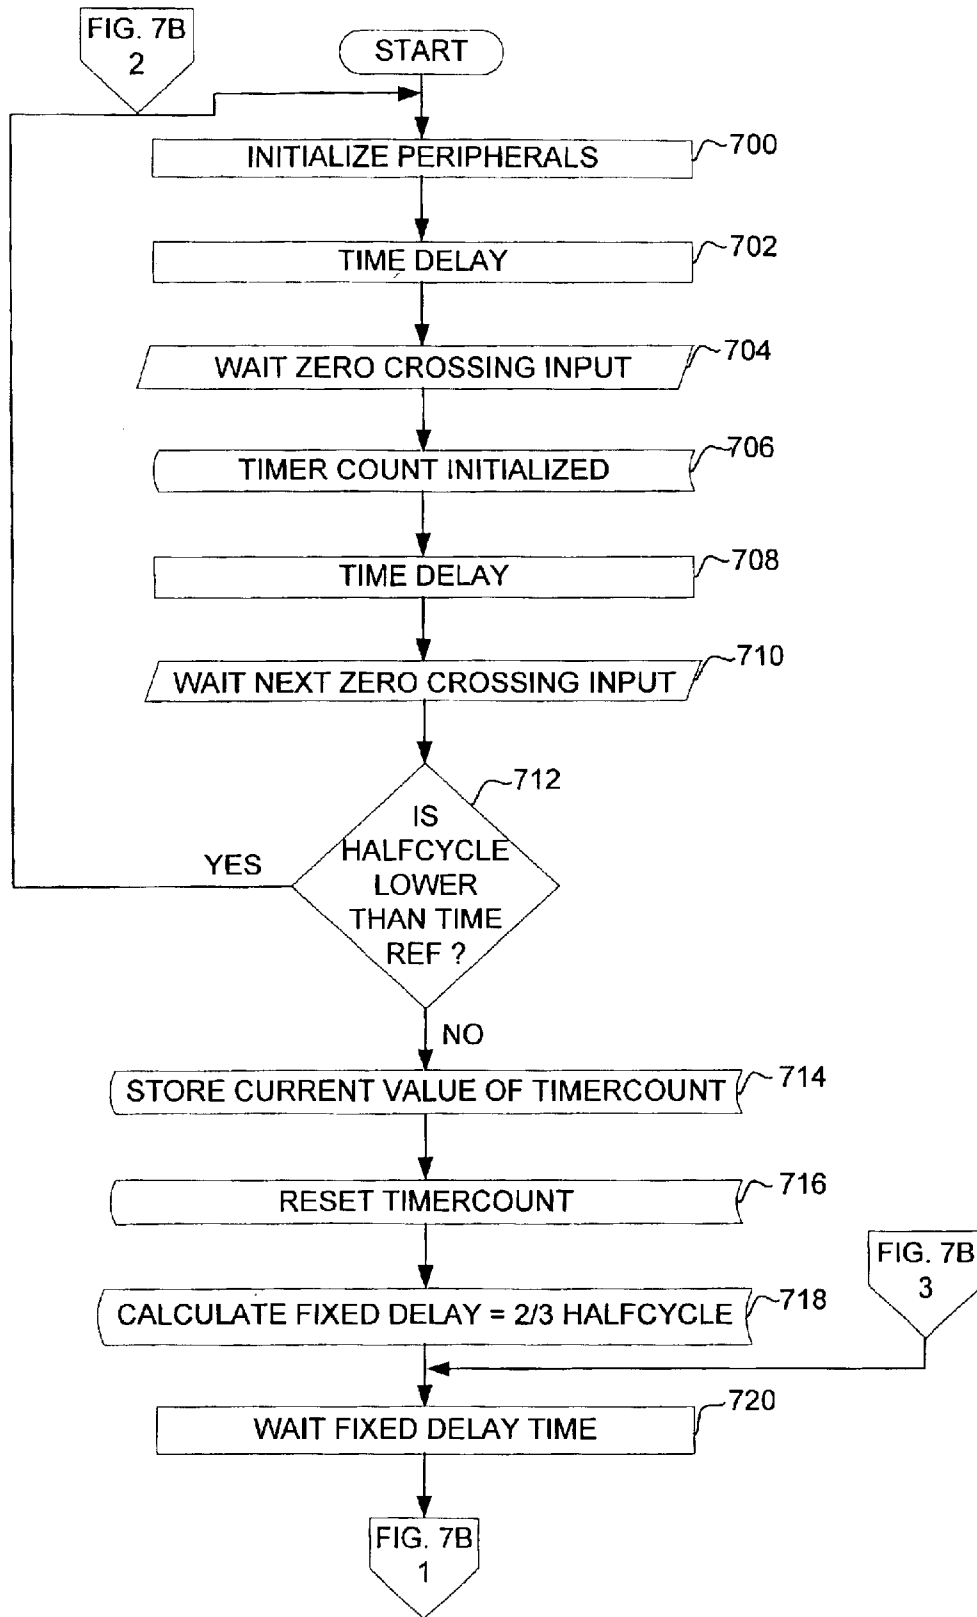 FIG. 7B
2
START
INITIALIZE PERIPHERALS
700
TIME DELAY
702
WAIT ZERO CROSSING INPUT
704
TIMER COUNT INITIALIZED
706
TIME DELAY
708
WAIT NEXT ZERO CROSSING INPUT
710
712
IS
HALFCYCLE
LOWER
THAN TIME
REF ?
YES
NO
STORE CURRENT VALUE OF TIMERCOUNT
714
RESET TIMERCOUNT
716
FIG. 7B
3
CALCULATE FIXED DELAY = 2/3 HALFCYCLE
718
WAIT FIXED DELAY TIME
720
FIG. 7B
1